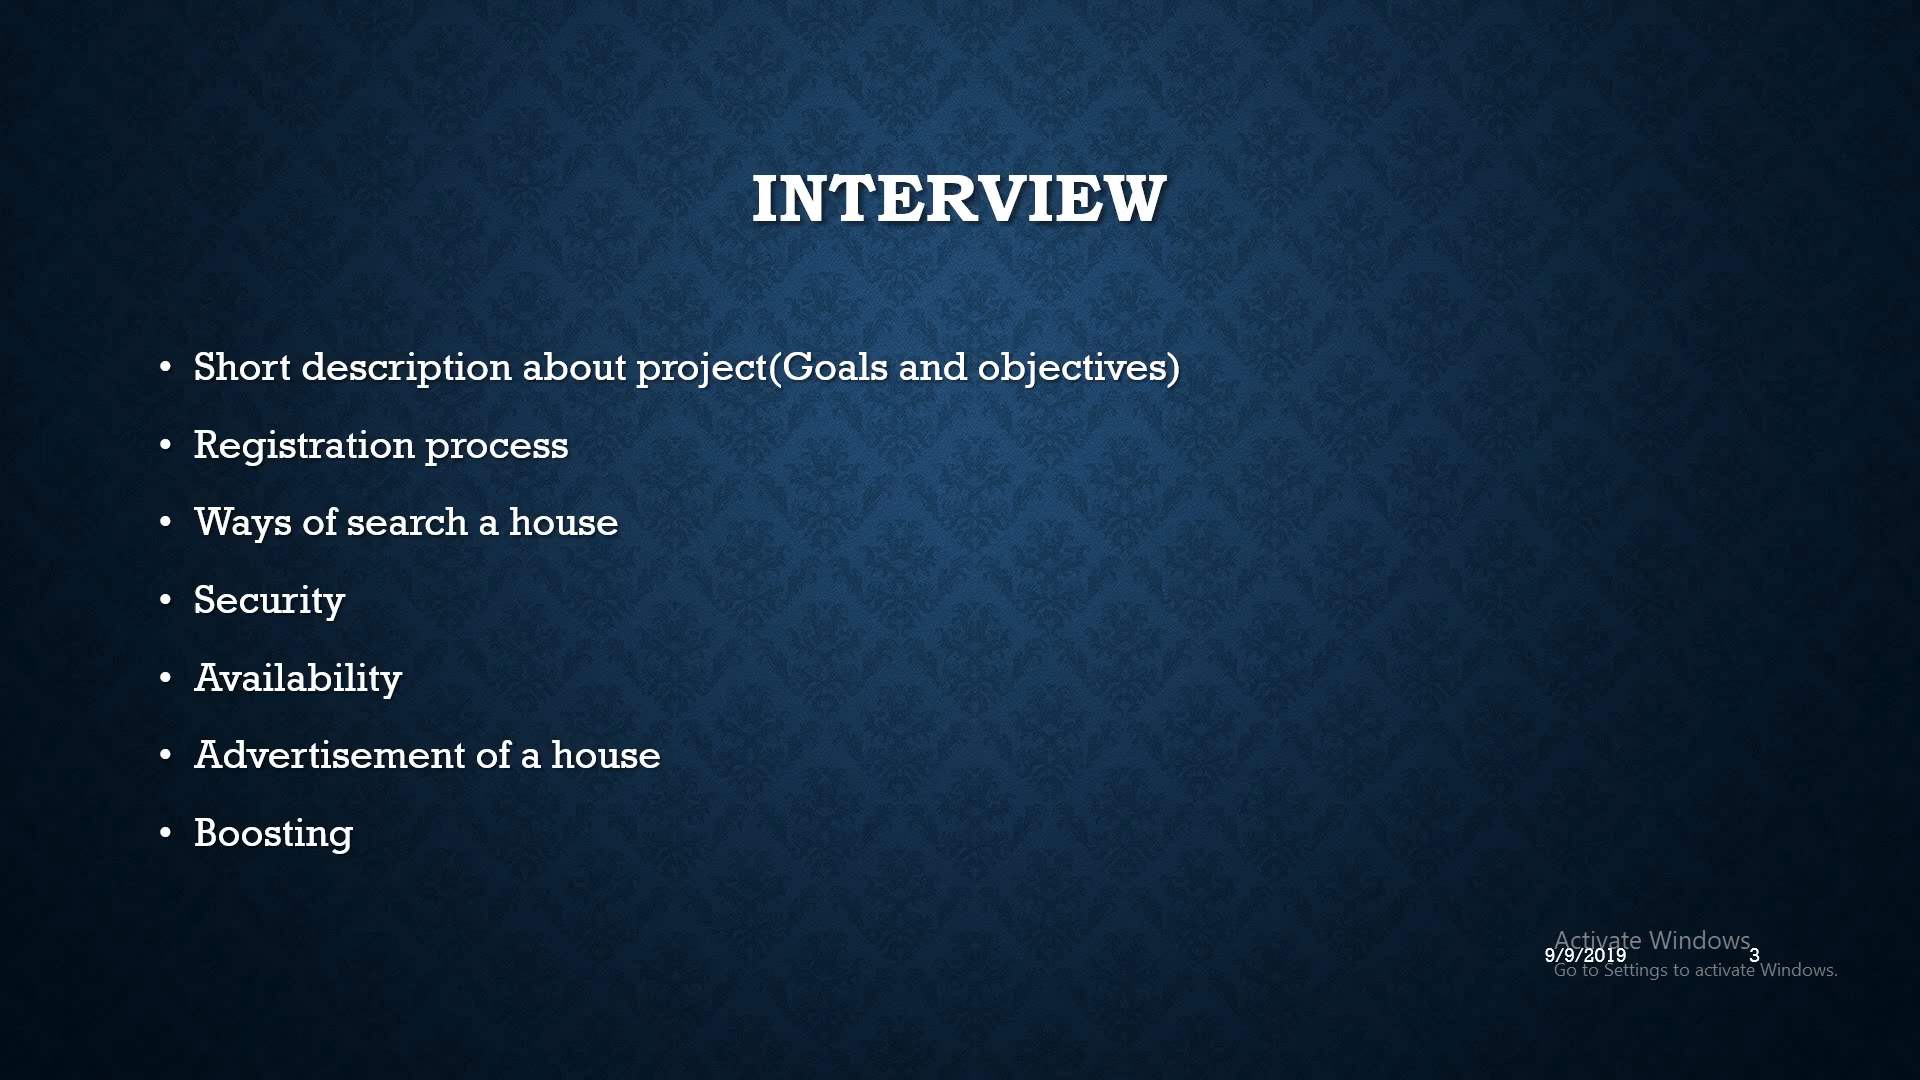 INTERVIEW
• Short description about project(Goals and objectives)
• Registration process
• Ways of search a house
• Security
• Availability
• Advertisement of a house
• Boosting
Activate Windows
9/9/2019 3
Go to Settings to activate Windows.